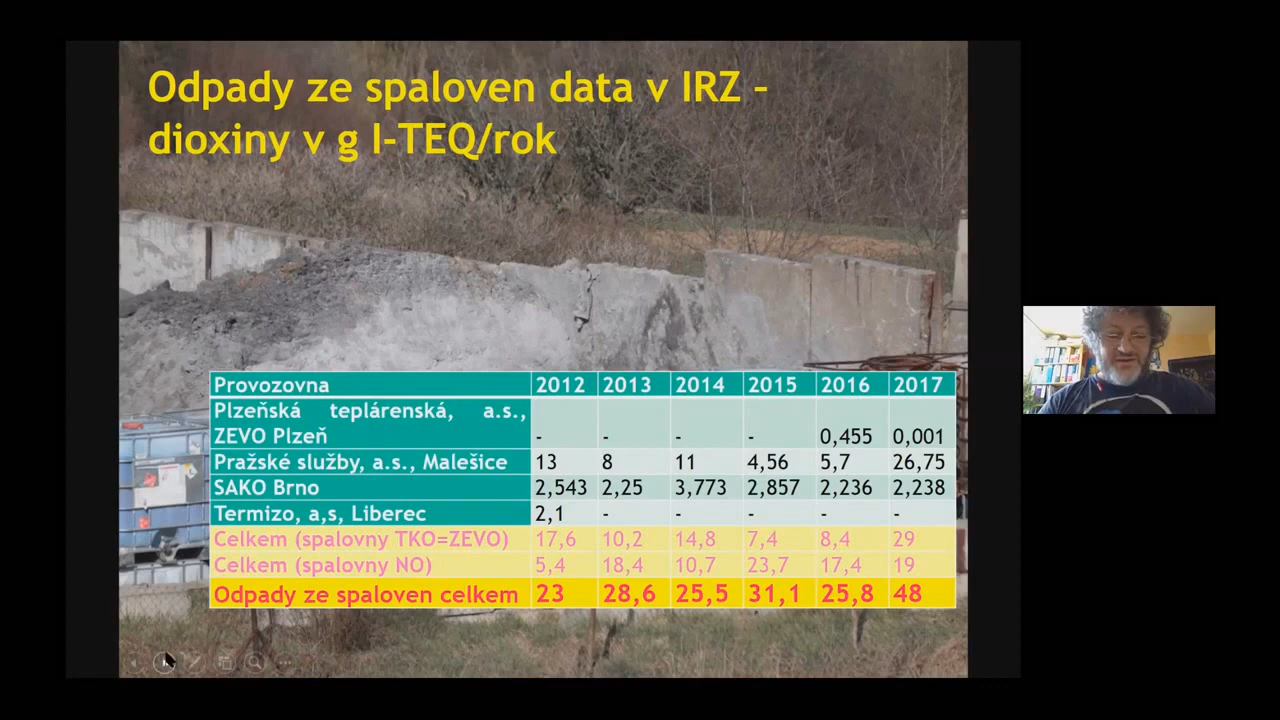 Odpady ze spaloven data v IRZ –
dioxiny v g I-TEQ/rok
Provozovna 2012 2013 2014 2015 2016 2017
Plzeňská teplárenská, a.s.,
ZEVO Plzeň - - - - 0,455 0,001
Pražské služby, a.s., Malešice 13 8 11 4,56 5,7 26,75
SAKO Brno 2,543 2,25 3,773 2,857 2,236 2,238
Termizo, a,s, Liberec 2,1 - - - - -
Celkem (spalovny TKO=ZEVO) 17,6 10,2 14,8 7,4 8,4 29
Celkem (spalovny NO) 5,4 18,4 10,7 23,7 17,4 19
Odpady ze spaloven celkem 23 28,6 25,5 31,1 25,8 48